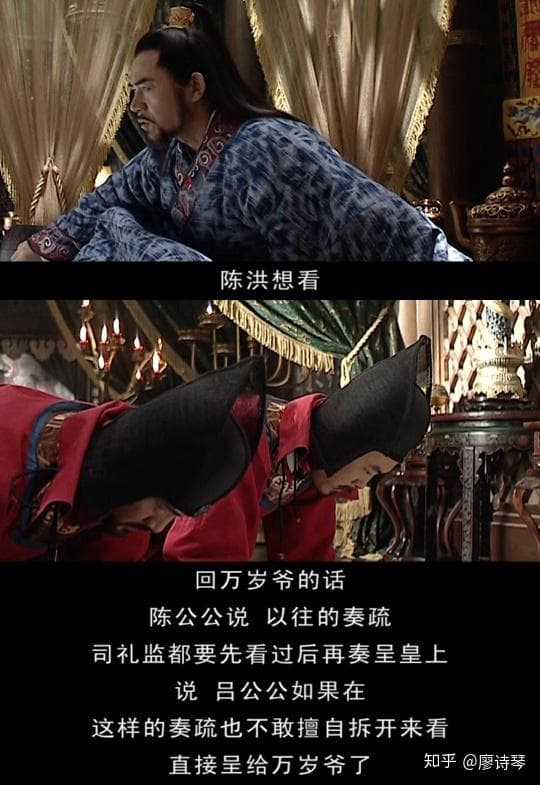 陈洪想看
回万岁爷的话
陈公公说 以往的奏疏
司礼监都要先看过后再奏呈皇上
说 吕公公如果在
这样的奏疏也不敢擅自拆开来看
直接呈给万岁爷了
知乎 @廖诗琴